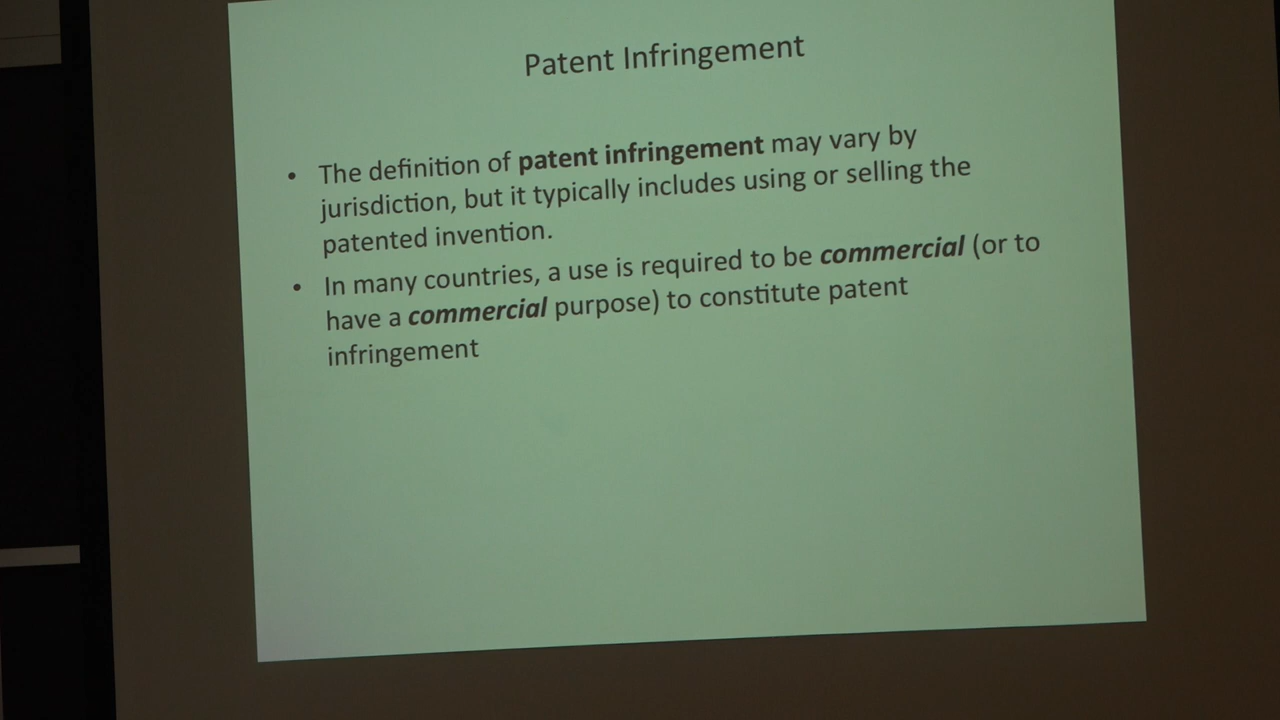 Patent Infringement
• The definition of patent infringement may vary by
jurisdiction, but it typically includes using or selling the
patented invention.
• In many countries, a use is required to be commercial (or to
have a commercial purpose) to constitute patent
infringement